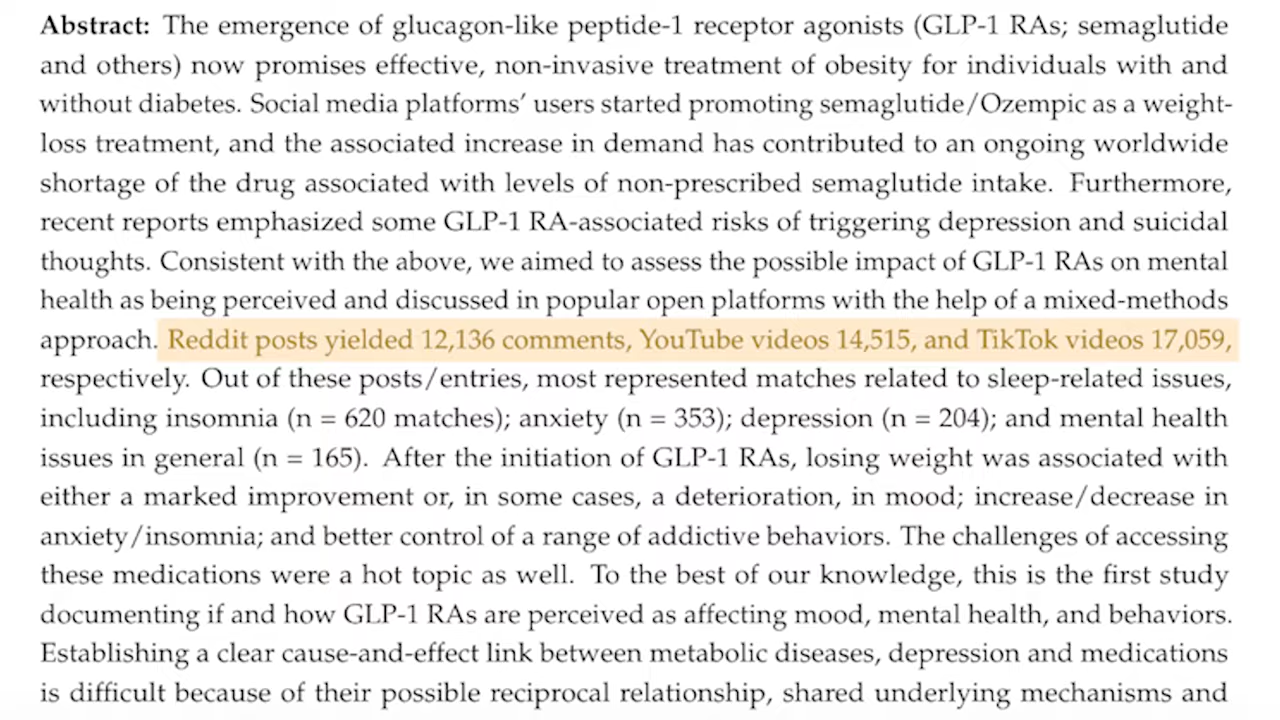 Abstract: The emergence of glucagon-like peptide-1 receptor agonists (GLP-1 RAs; semaglutide
and others) now promises effective, non-invasive treatment of obesity for individuals with and
without diabetes. Social media platforms’ users started promoting semaglutide/Ozempic as a weight-
loss treatment, and the associated increase in demand has contributed to an ongoing worldwide
shortage of the drug associated with levels of non-prescribed semaglutide intake. Furthermore,
recent reports emphasized some GLP-1 RA-associated risks of triggering depression and suicidal
thoughts. Consistent with the above, we aimed to assess the possible impact of GLP-1 RAs on mental
health as being perceived and discussed in popular open platforms with the help of a mixed-methods
approach. Reddit posts yielded 12,136 comments, YouTube videos 14,515, and TikTok videos 17,059,
respectively. Out of these posts/entries, most represented matches related to sleep-related issues,
including insomnia (n = 620 matches); anxiety (n = 353); depression (n = 204); and mental health
issues in general (n = 165). After the initiation of GLP-1 RAs, losing weight was associated with
either a marked improvement or, in some cases, a deterioration, in mood; increase/decrease in
anxiety/insomnia; and better control of a range of addictive behaviors. The challenges of accessing
these medications were a hot topic as well. To the best of our knowledge, this is the first study
documenting if and how GLP-1 RAs are perceived as affecting mood, mental health, and behaviors.
Establishing a clear cause-and-effect link between metabolic diseases, depression and medications
is difficult because of their possible reciprocal relationship, shared underlying mechanisms and